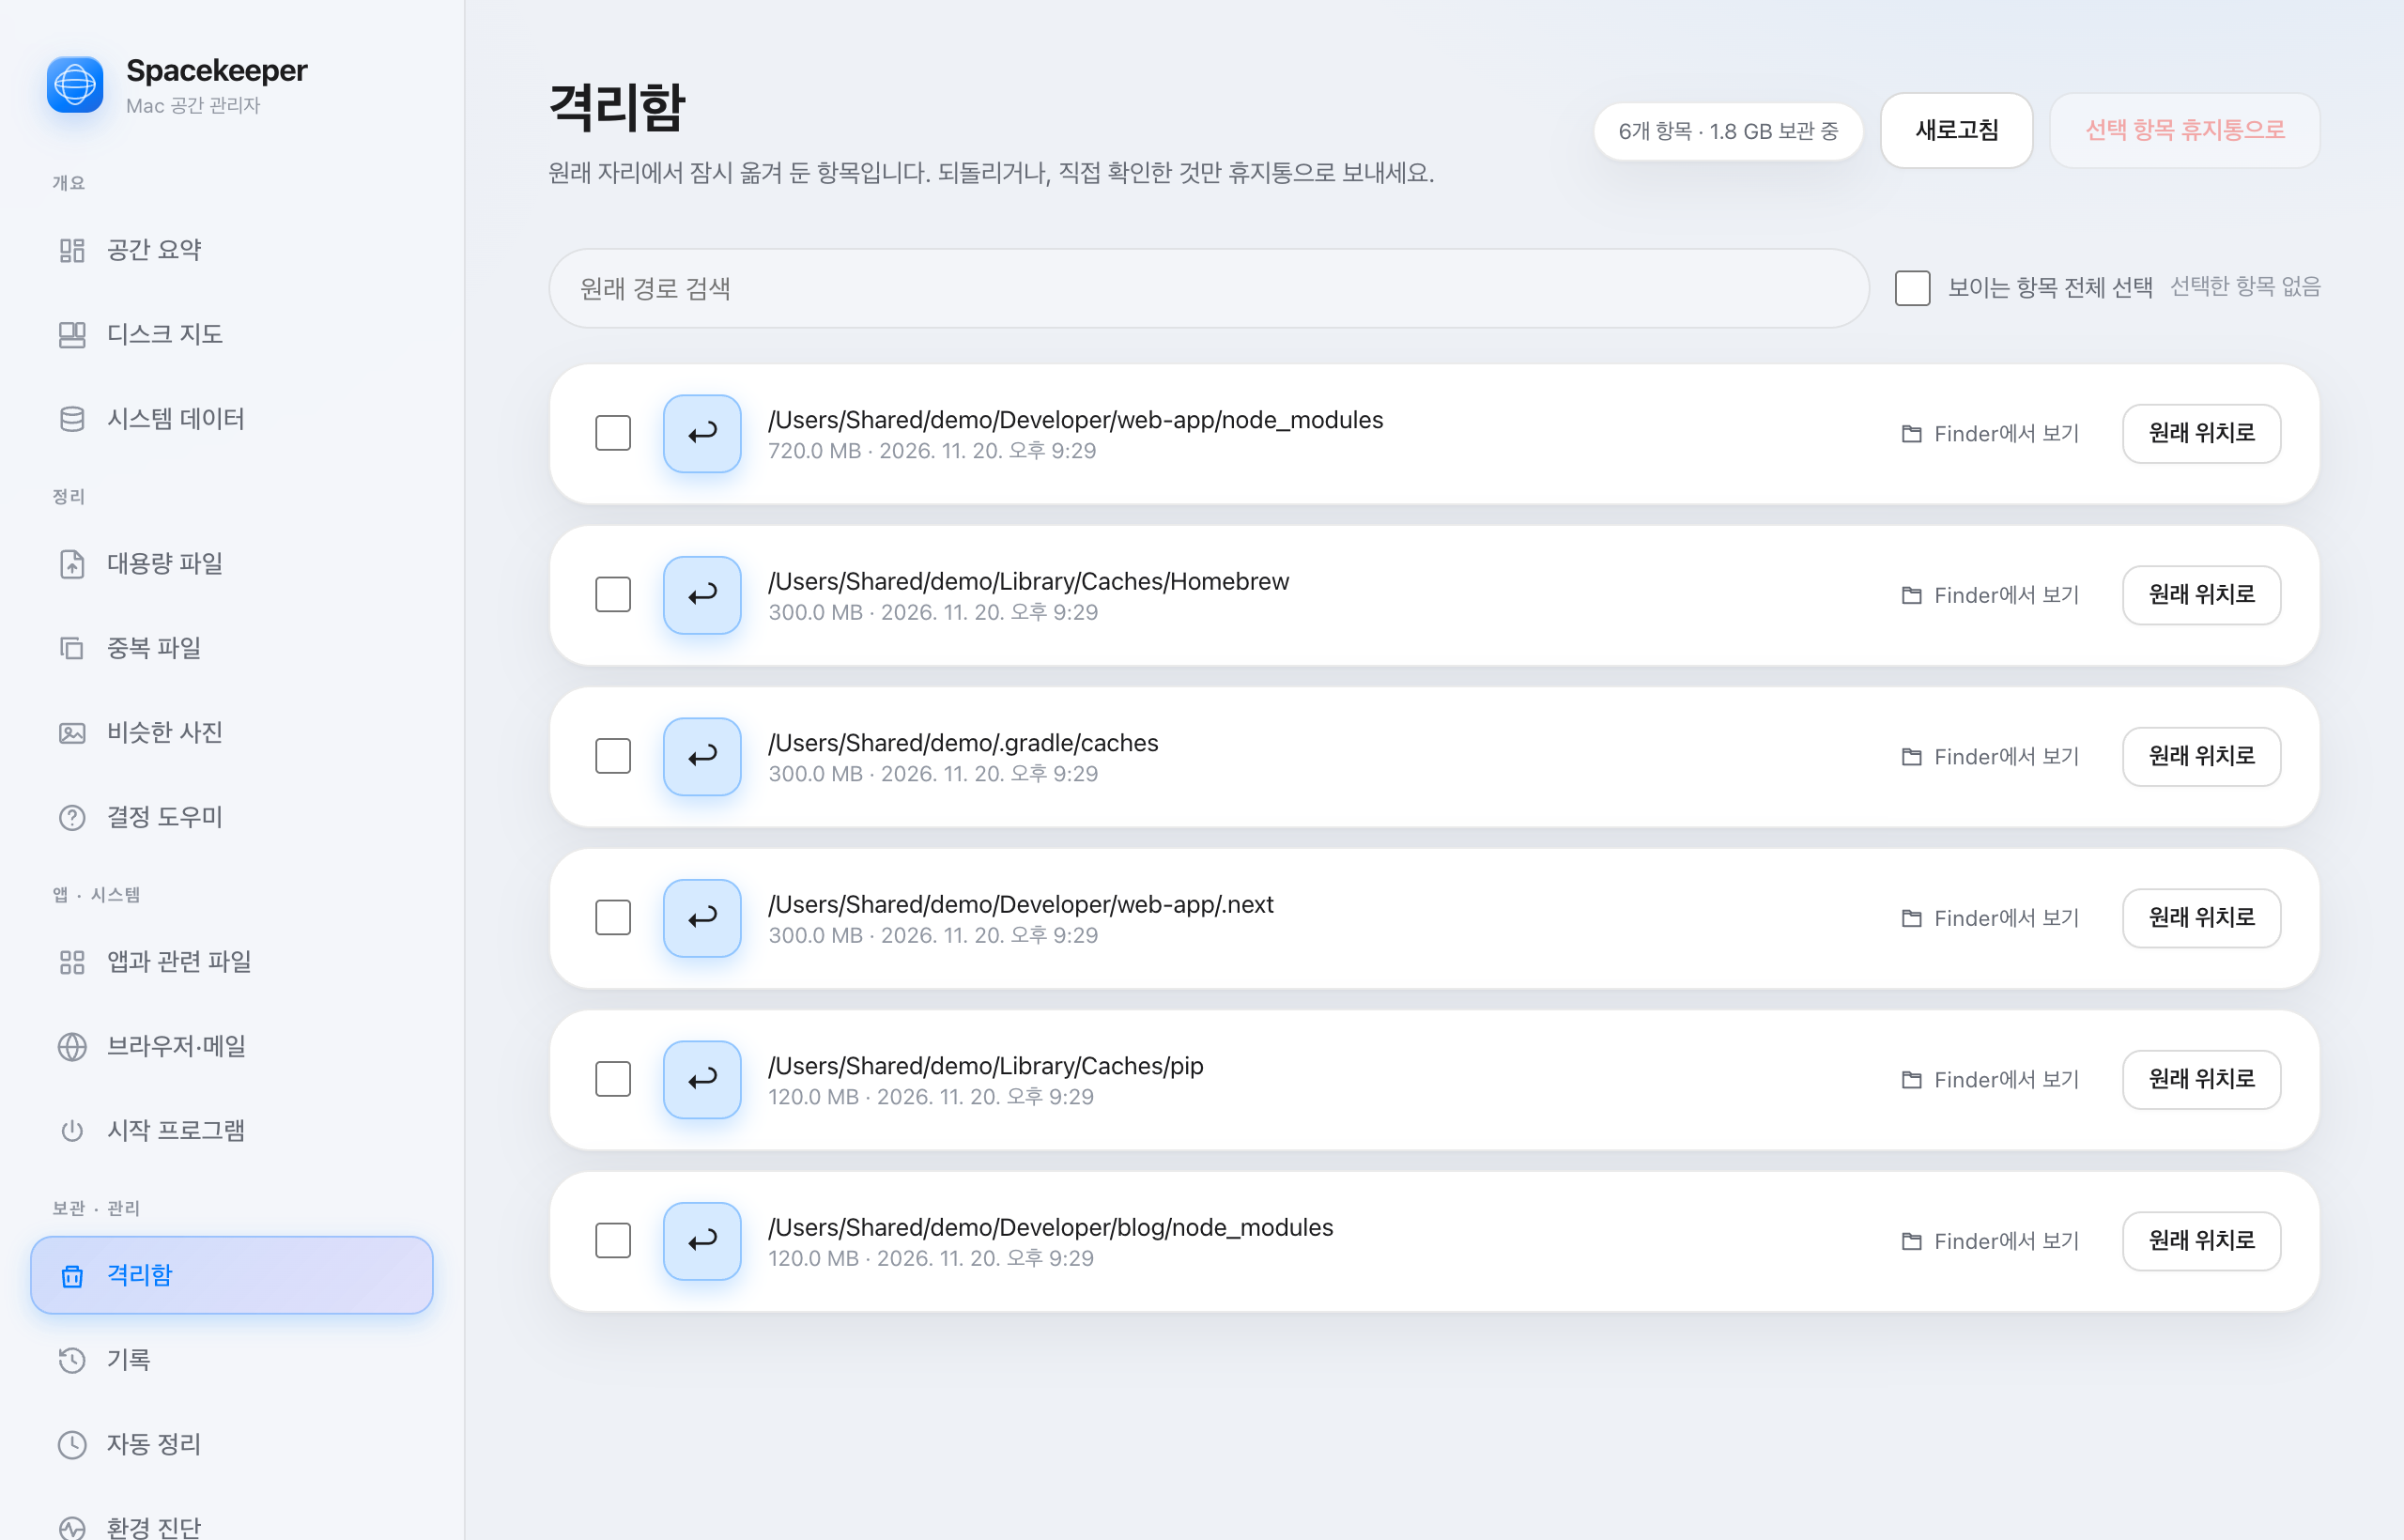 Spacekeeper
Mac 공간 관리자
개요
공간 요약
디스크 지도
시스템 데이터
정리
대용량 파일
중복 파일
비슷한 사진
결정 도우미
앱 · 시스템
앱과 관련 파일
브라우저·메일
시작 프로그램
보관 · 관리
격리함
기록
자동 정리
환경 진단
격리함
원래 자리에서 잠시 옮겨 둔 항목입니다. 되돌리거나, 직접 확인한 것만 휴지통으로 보내세요.
6개 항목 · 1.8 GB 보관 중
새로고침
선택 항목 휴지통으로
원래 경로 검색
보이는 항목 전체 선택
선택한 항목 없음
/Users/Shared/demo/Developer/web-app/node_modules
720.0 MB · 2026. 11. 20. 오후 9:29
Finder에서 보기
원래 위치로
/Users/Shared/demo/Library/Caches/Homebrew
300.0 MB · 2026. 11. 20. 오후 9:29
Finder에서 보기
원래 위치로
/Users/Shared/demo/.gradle/caches
300.0 MB · 2026. 11. 20. 오후 9:29
Finder에서 보기
원래 위치로
/Users/Shared/demo/Developer/web-app/.next
300.0 MB · 2026. 11. 20. 오후 9:29
Finder에서 보기
원래 위치로
/Users/Shared/demo/Library/Caches/pip
120.0 MB · 2026. 11. 20. 오후 9:29
Finder에서 보기
원래 위치로
/Users/Shared/demo/Developer/blog/node_modules
120.0 MB · 2026. 11. 20. 오후 9:29
Finder에서 보기
원래 위치로